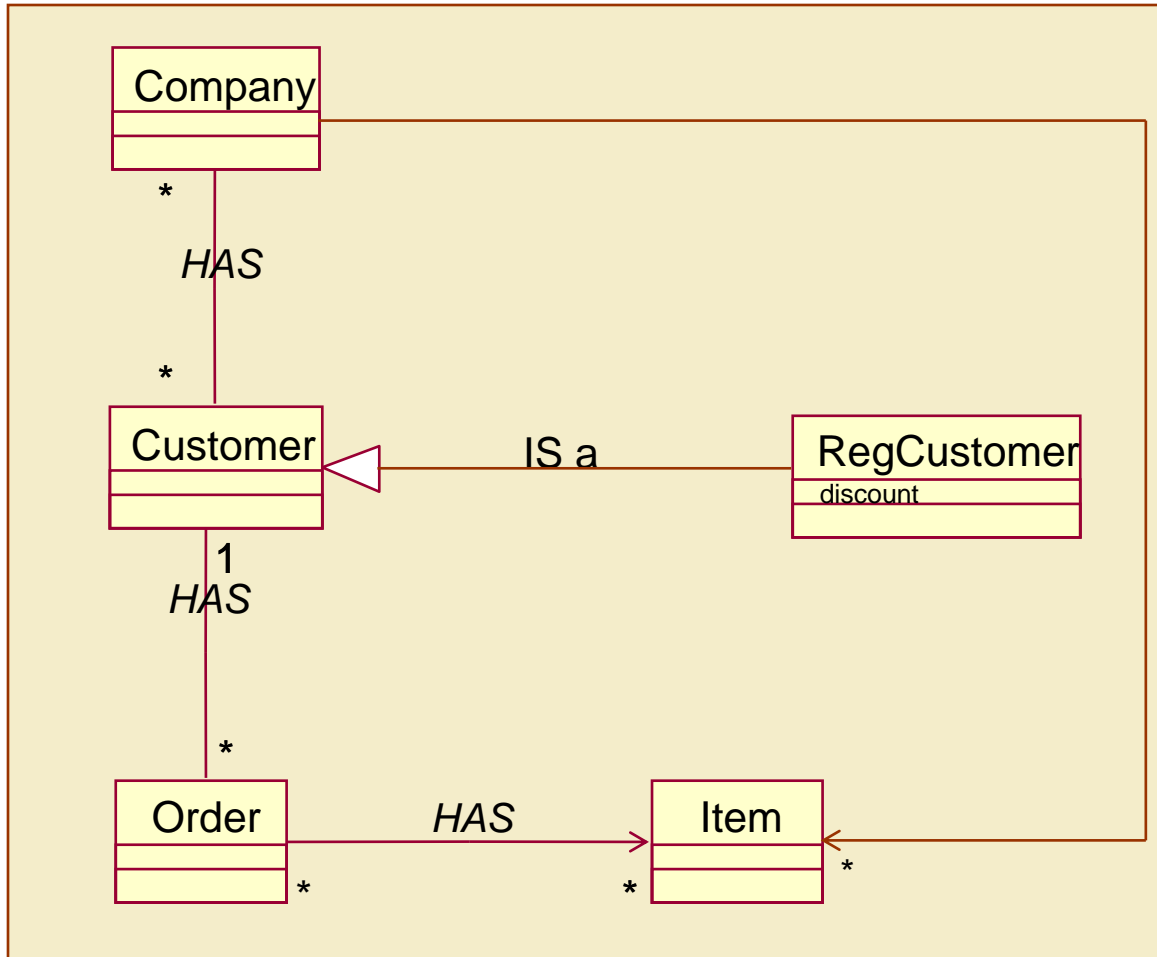 Company
*
HAS
*
Customer
IS a
RegCustomer
discount
1
HAS
*
Order
HAS
Item
*
*
*